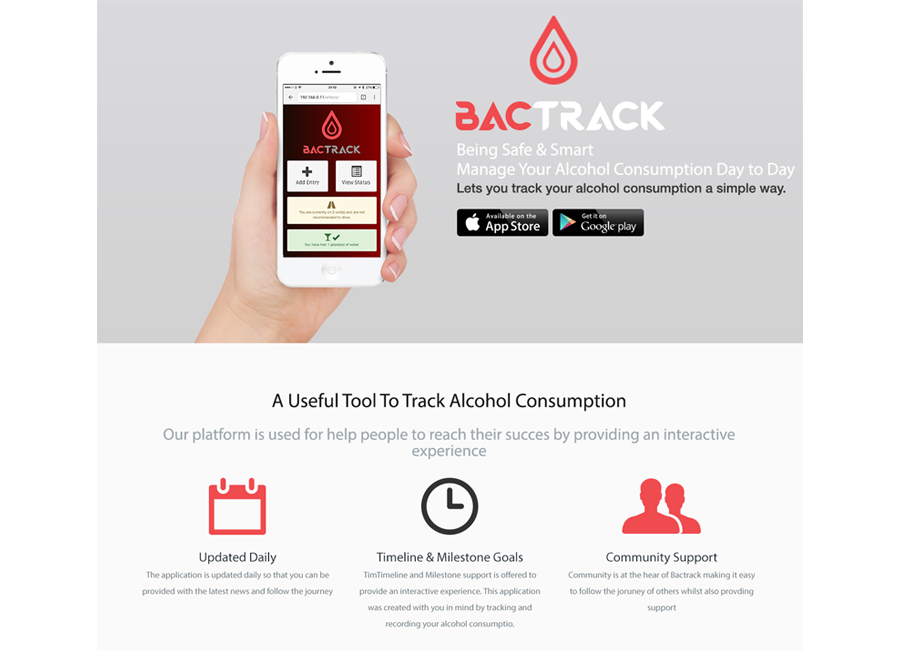 BACTRACK
Being Safe & Smart
Manage Your Alcohol Consumption Day to Day
Lets you track your alcohol consumption a simple way.
Available on the
App Store
Get it on
Google play
BACTRACK
Add Entry
View Status
You are currently on (2 units) and are not
recommended to drive
You have had 1 glass(es) of wine.
A Useful Tool To Track Alcohol Consumption
Our platform is used for help people to reach their succes by providing an interactive
experience
Updated Daily
The application is updated daily so that you can be
provided with the latest news and follow the journey
Timeline & Milestone Goals
TimTimeline and Milestone support is offered to
provide an interactive experience. This application
was created with you in mind by tracking and
recording your alcohol consumptio.
Community Support
Community is at the hear of Bactrack making it easy
to follow the joruney of others whilst also provding
support